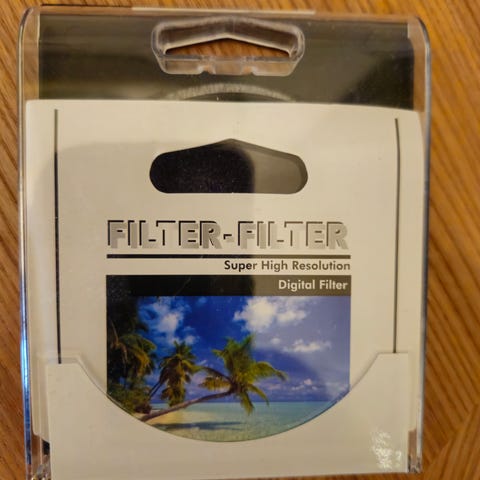 FILTER-FILTER
Super High Resolution
Digital Filter